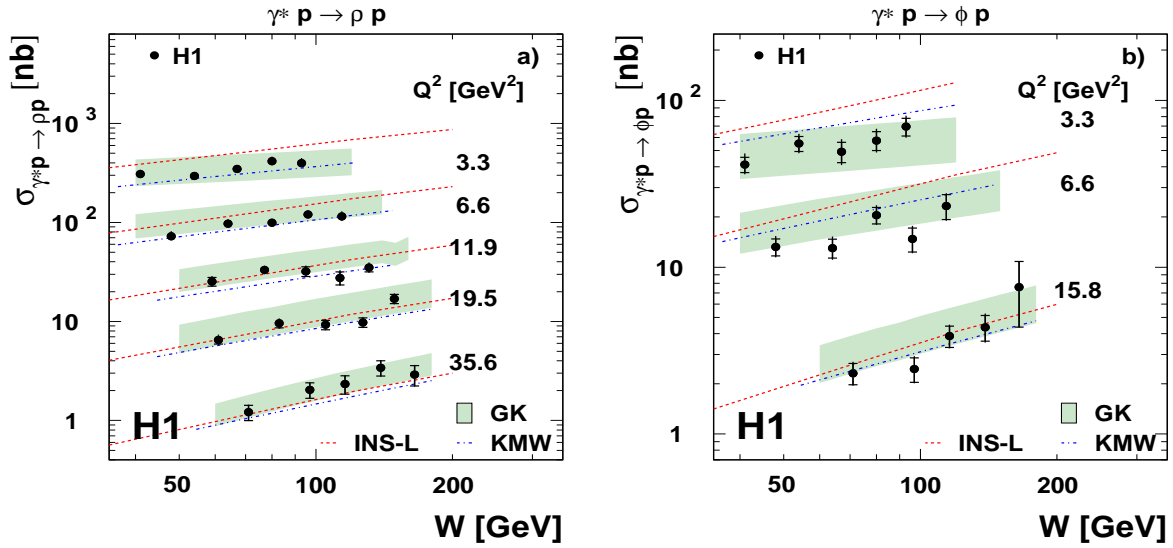 γ* p → ρ p
σγ*p → ρp [nb]
H1
a)
Q² [GeV²]
10³
10²
10
1
3.3
6.6
11.9
19.5
35.6
H1
GK
INS-L
KMW
50
100
200
W [GeV]
γ* p → ϕ p
σγ*p → ϕp [nb]
H1
b)
Q² [GeV²]
10²
10
1
3.3
6.6
15.8
H1
GK
INS-L
KMW
50
100
200
W [GeV]